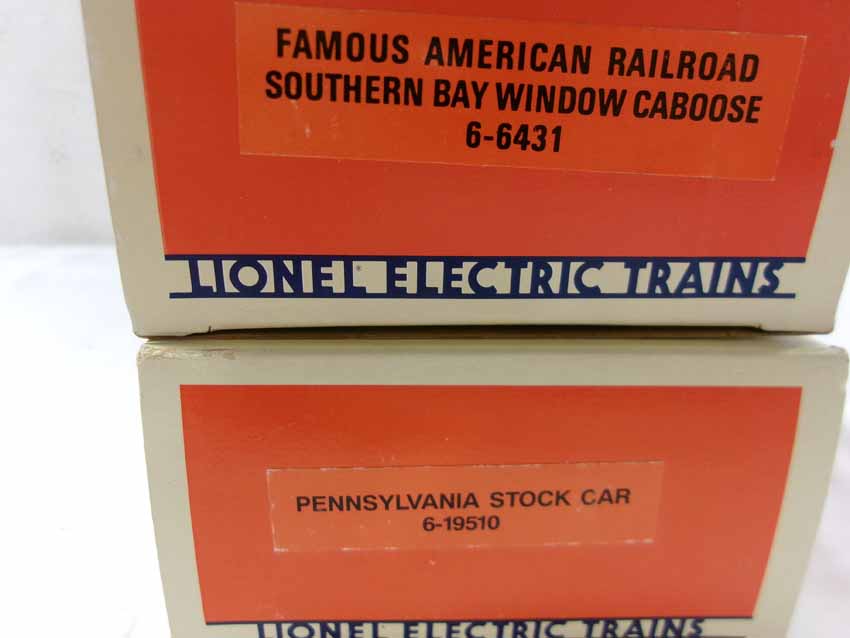 FAMOUS AMERICAN RAILROAD
SOUTHERN BAY WINDOW CABOOSE
6-6431
LIONEL ELECTRIC TRAINS
PENNSYLVANIA STOCK CAR
6-19510
LIONEL ELECTRIC TRAINS